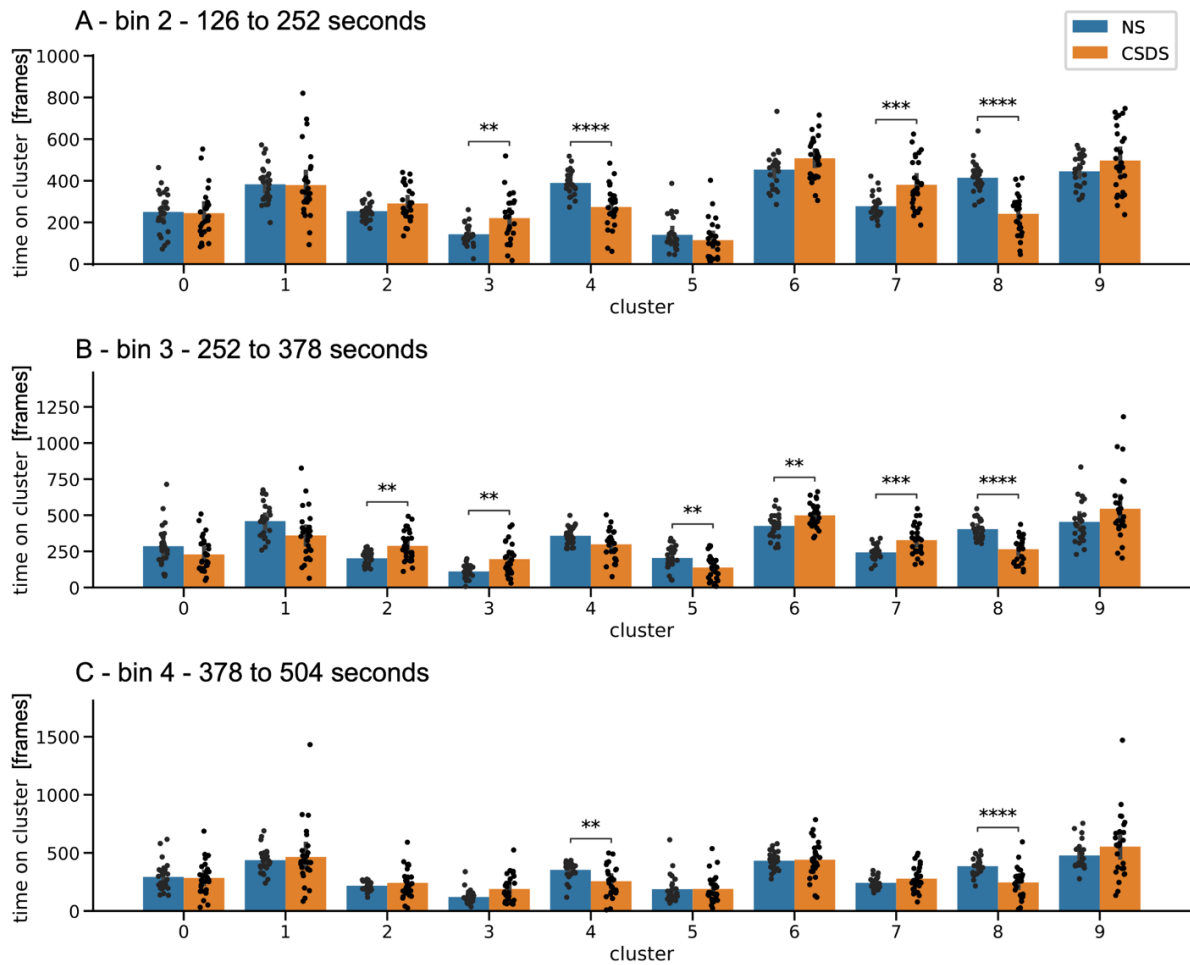 A - bin 2 - 126 to 252 seconds
NS
CSDS
time on cluster [frames]
1000
800
600
400
200
0
** **** *** ****
0 1 2 3 4 5 6 7 8 9
cluster
B - bin 3 - 252 to 378 seconds
time on cluster [frames]
1250
1000
750
500
250
0
** ** ** ** *** ****
0 1 2 3 4 5 6 7 8 9
cluster
C - bin 4 - 378 to 504 seconds
time on cluster [frames]
1500
1000
500
0
** ****
0 1 2 3 4 5 6 7 8 9
cluster